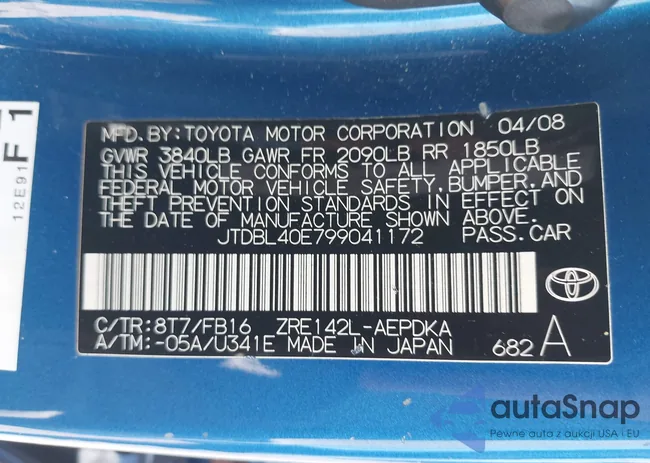 MFD.BY:TOYOTA MOTOR CORPORATION 04/08
GVWR 3840LB GAWR FR 2090LB RR 1850LB
THIS VEHICLE CONFORMS TO ALL APPLICABLE
FEDERAL MOTOR VEHICLE SAFETY,BUMPER,AND
THEFT PREVENTION STANDARDS IN EFFECT ON
THE DATE OF MANUFACTURE SHOWN ABOVE.
JTDBL40E799041172 PASS.CAR
C/TR:8T7/FB16 ZRE142L-AEPDKA
A/TM:-05A/U341E MADE IN JAPAN 682 A
F1
12E91
autaSnap
Pewne auta z aukcji USA i EU